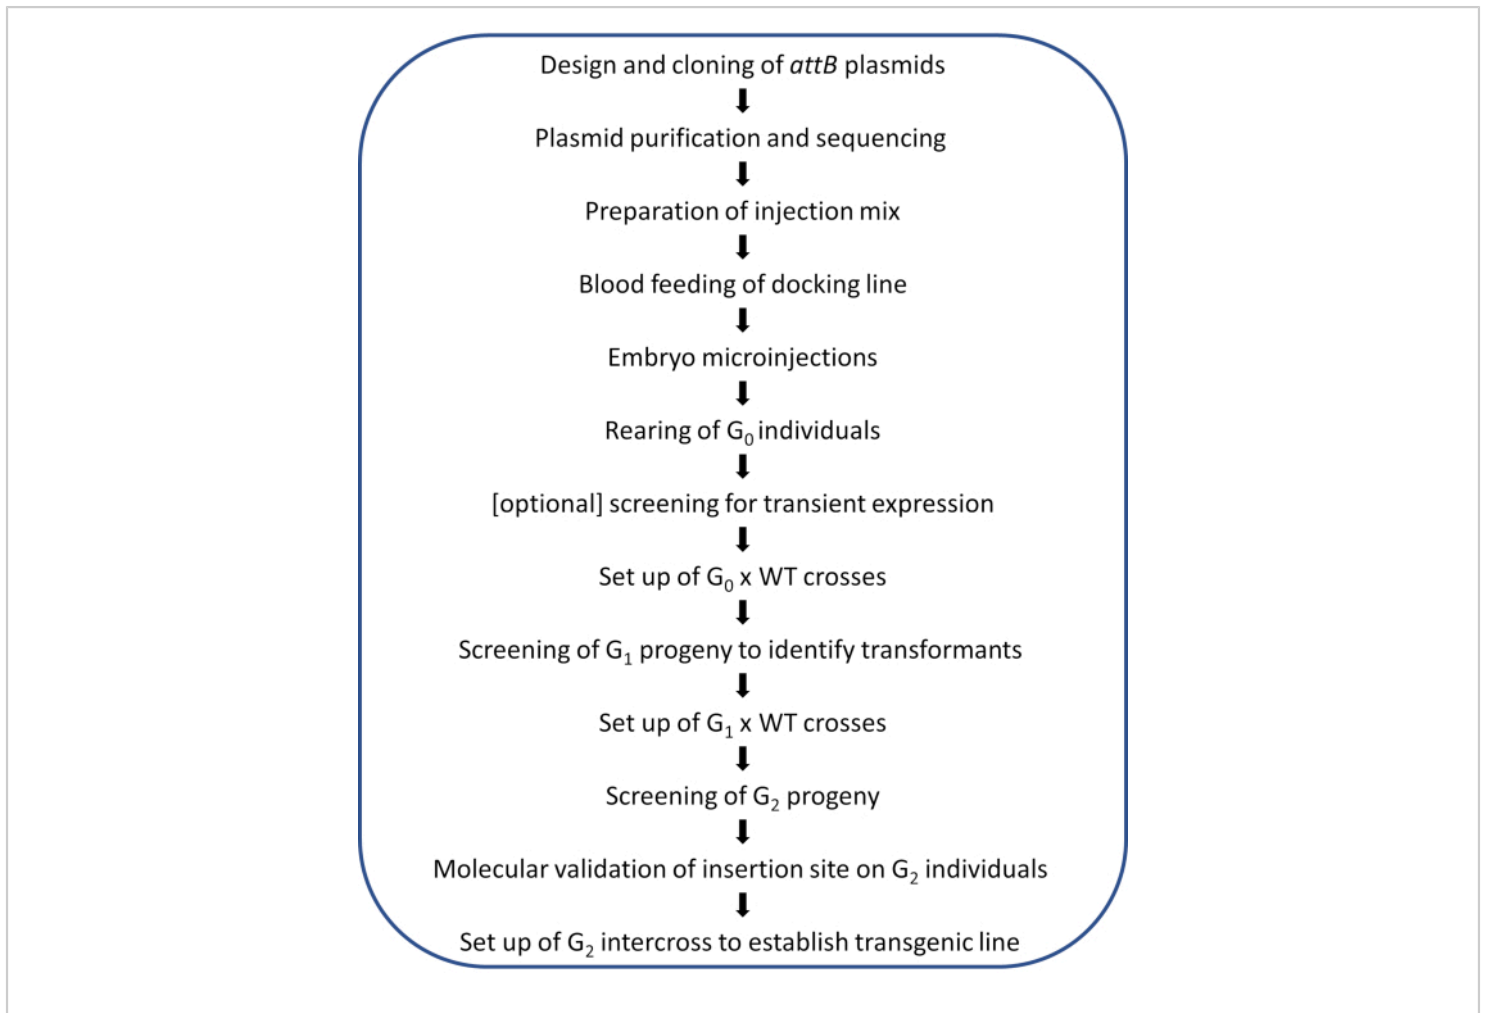 Design and cloning of attB plasmids
Plasmid purification and sequencing
Preparation of injection mix
Blood feeding of docking line
Embryo microinjections
Rearing of G0 individuals
[optional] screening for transient expression
Set up of G0 x WT crosses
Screening of G1 progeny to identify transformants
Set up of G1 x WT crosses
Screening of G2 progeny
Molecular validation of insertion site on G2 individuals
Set up of G2 intercross to establish transgenic line